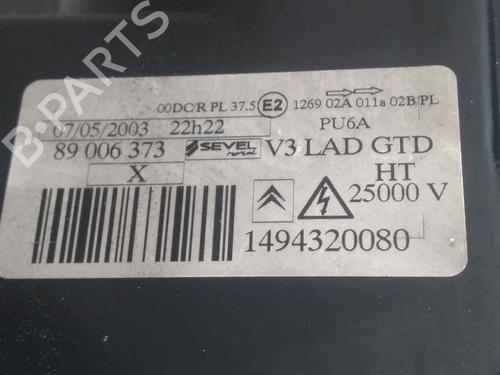 00DC/R PL 37.5 E2 1269 02A 011a 02B/PL
07/05/2003 22h22 PU6A
89 006 373 SEVEL V3 LAD GTD
X HT
25000 V
1494320080
B-PARTS